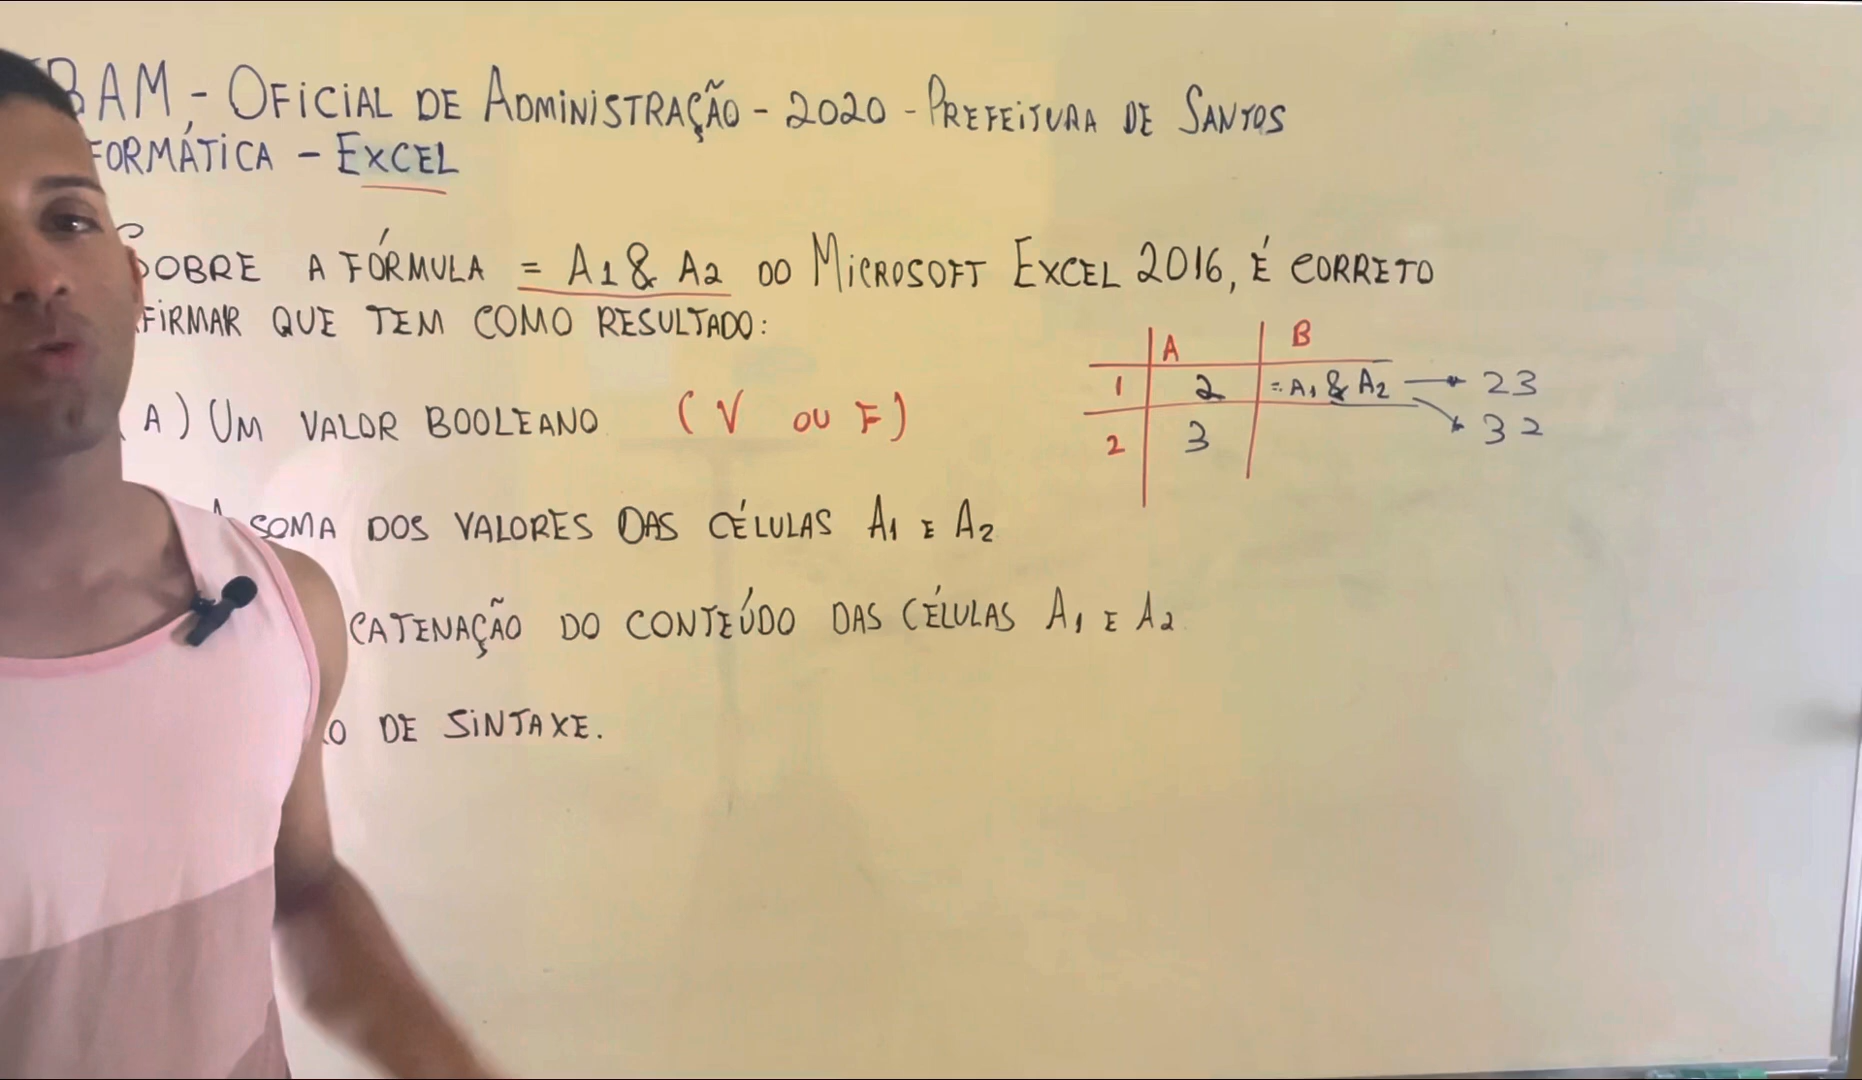 BAM - OFICIAL DE ADMINISTRAÇÃO - 2020 - PREFEITURA DE SANTOS
FORMÁTICA - EXCEL
SOBRE A FÓRMULA = A1 & A2 DO MICROSOFT EXCEL 2016, É CORRETO
FIRMAR QUE TEM COMO RESULTADO:
A) UM VALOR BOOLEANO (V OU F)
A SOMA DOS VALORES DAS CÉLULAS A1 E A2
CATENAÇÃO DO CONTEÚDO DAS CÉLULAS A1 E A2
O DE SINTAXE.
A B
1 2 = A1 & A2 → 23
→ 32
2 3